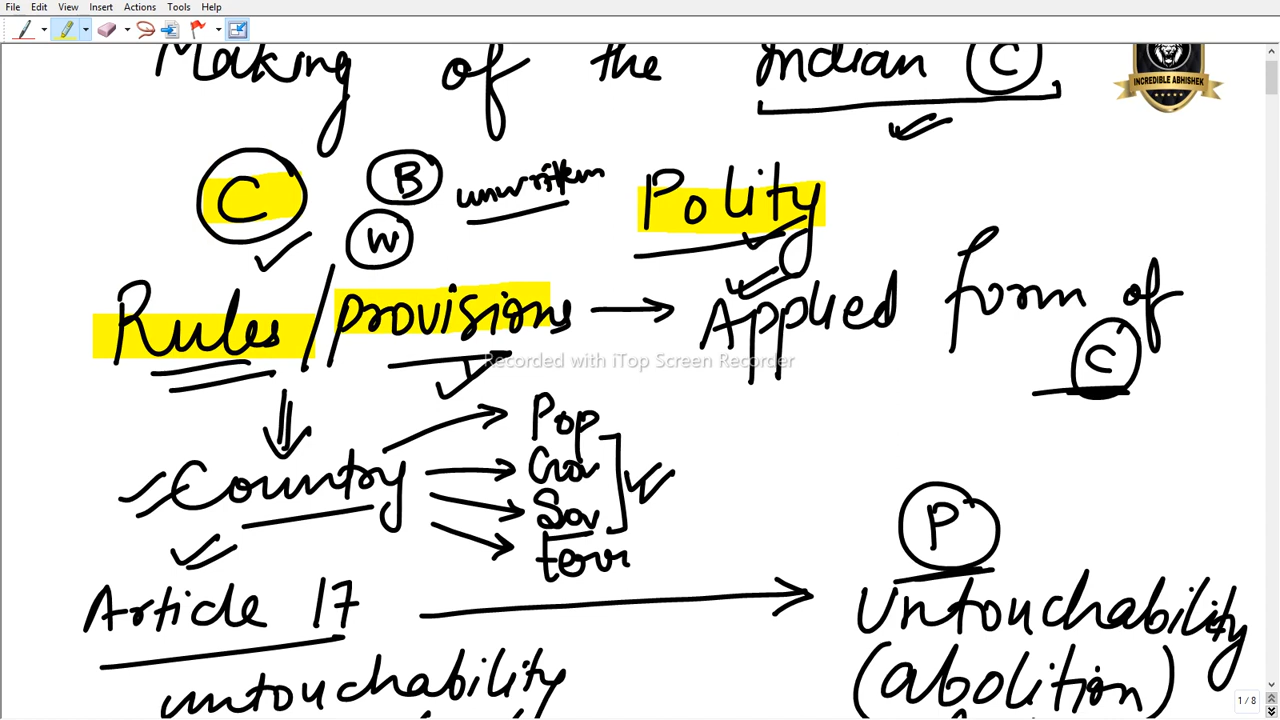 File Edit View Insert Actions Tools Help
Making of the Indian C
INCREDIBLE ABHISHEK
C B unwritten Polity
W
Rules / provisions → Applied form of
C
Recorded with iTop Screen Recorder
Pop
Country Gov
Sov
terr
P
Article 17 → Untouchability
untouchability (abolition)
1 / 8